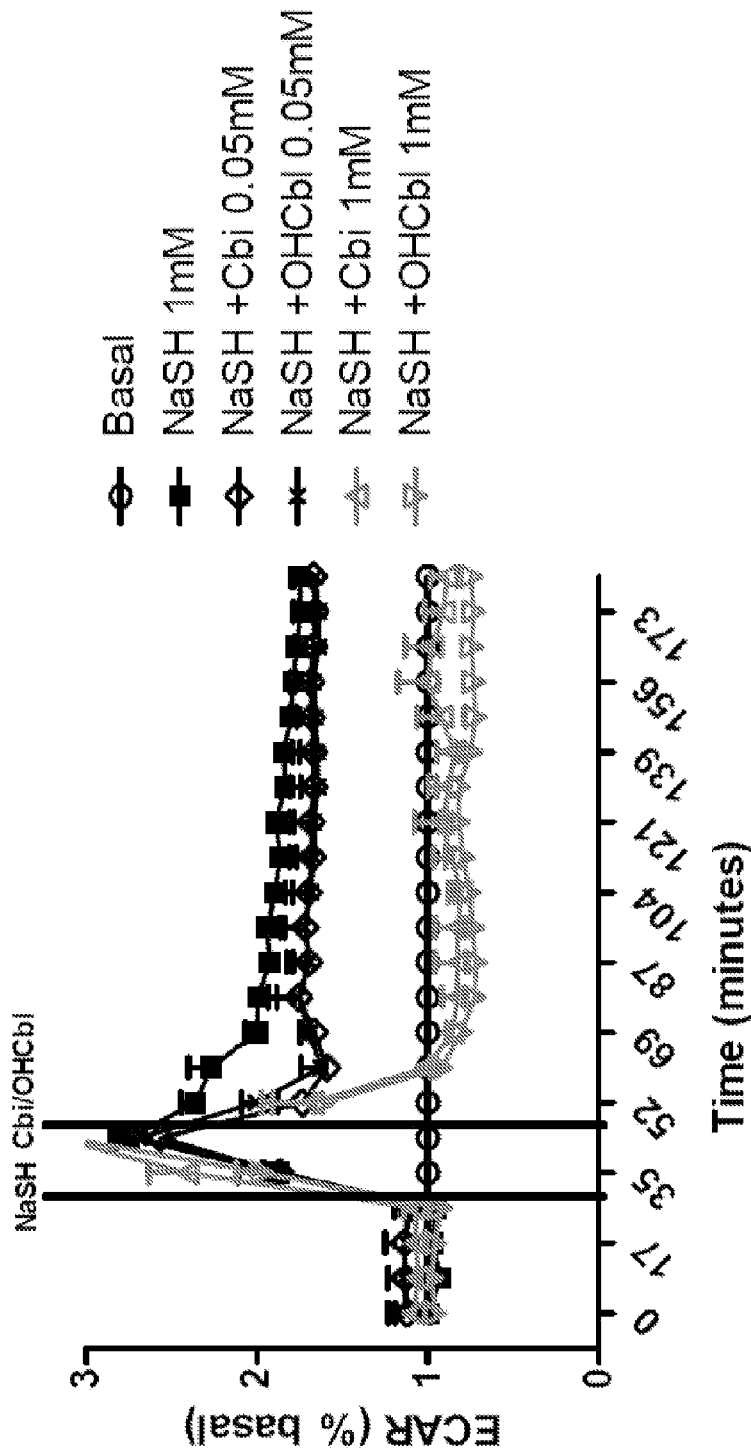 NaSH Cbi/OHCbl
ECAR (% basal)
3
2
1
0
0
17
35
52
69
87
104
121
139
156
173
Time (minutes)
Basal
NaSH 1mM
NaSH +Cbi 0.05mM
NaSH +OHCbl 0.05mM
NaSH +Cbi 1mM
NaSH +OHCbl 1mM